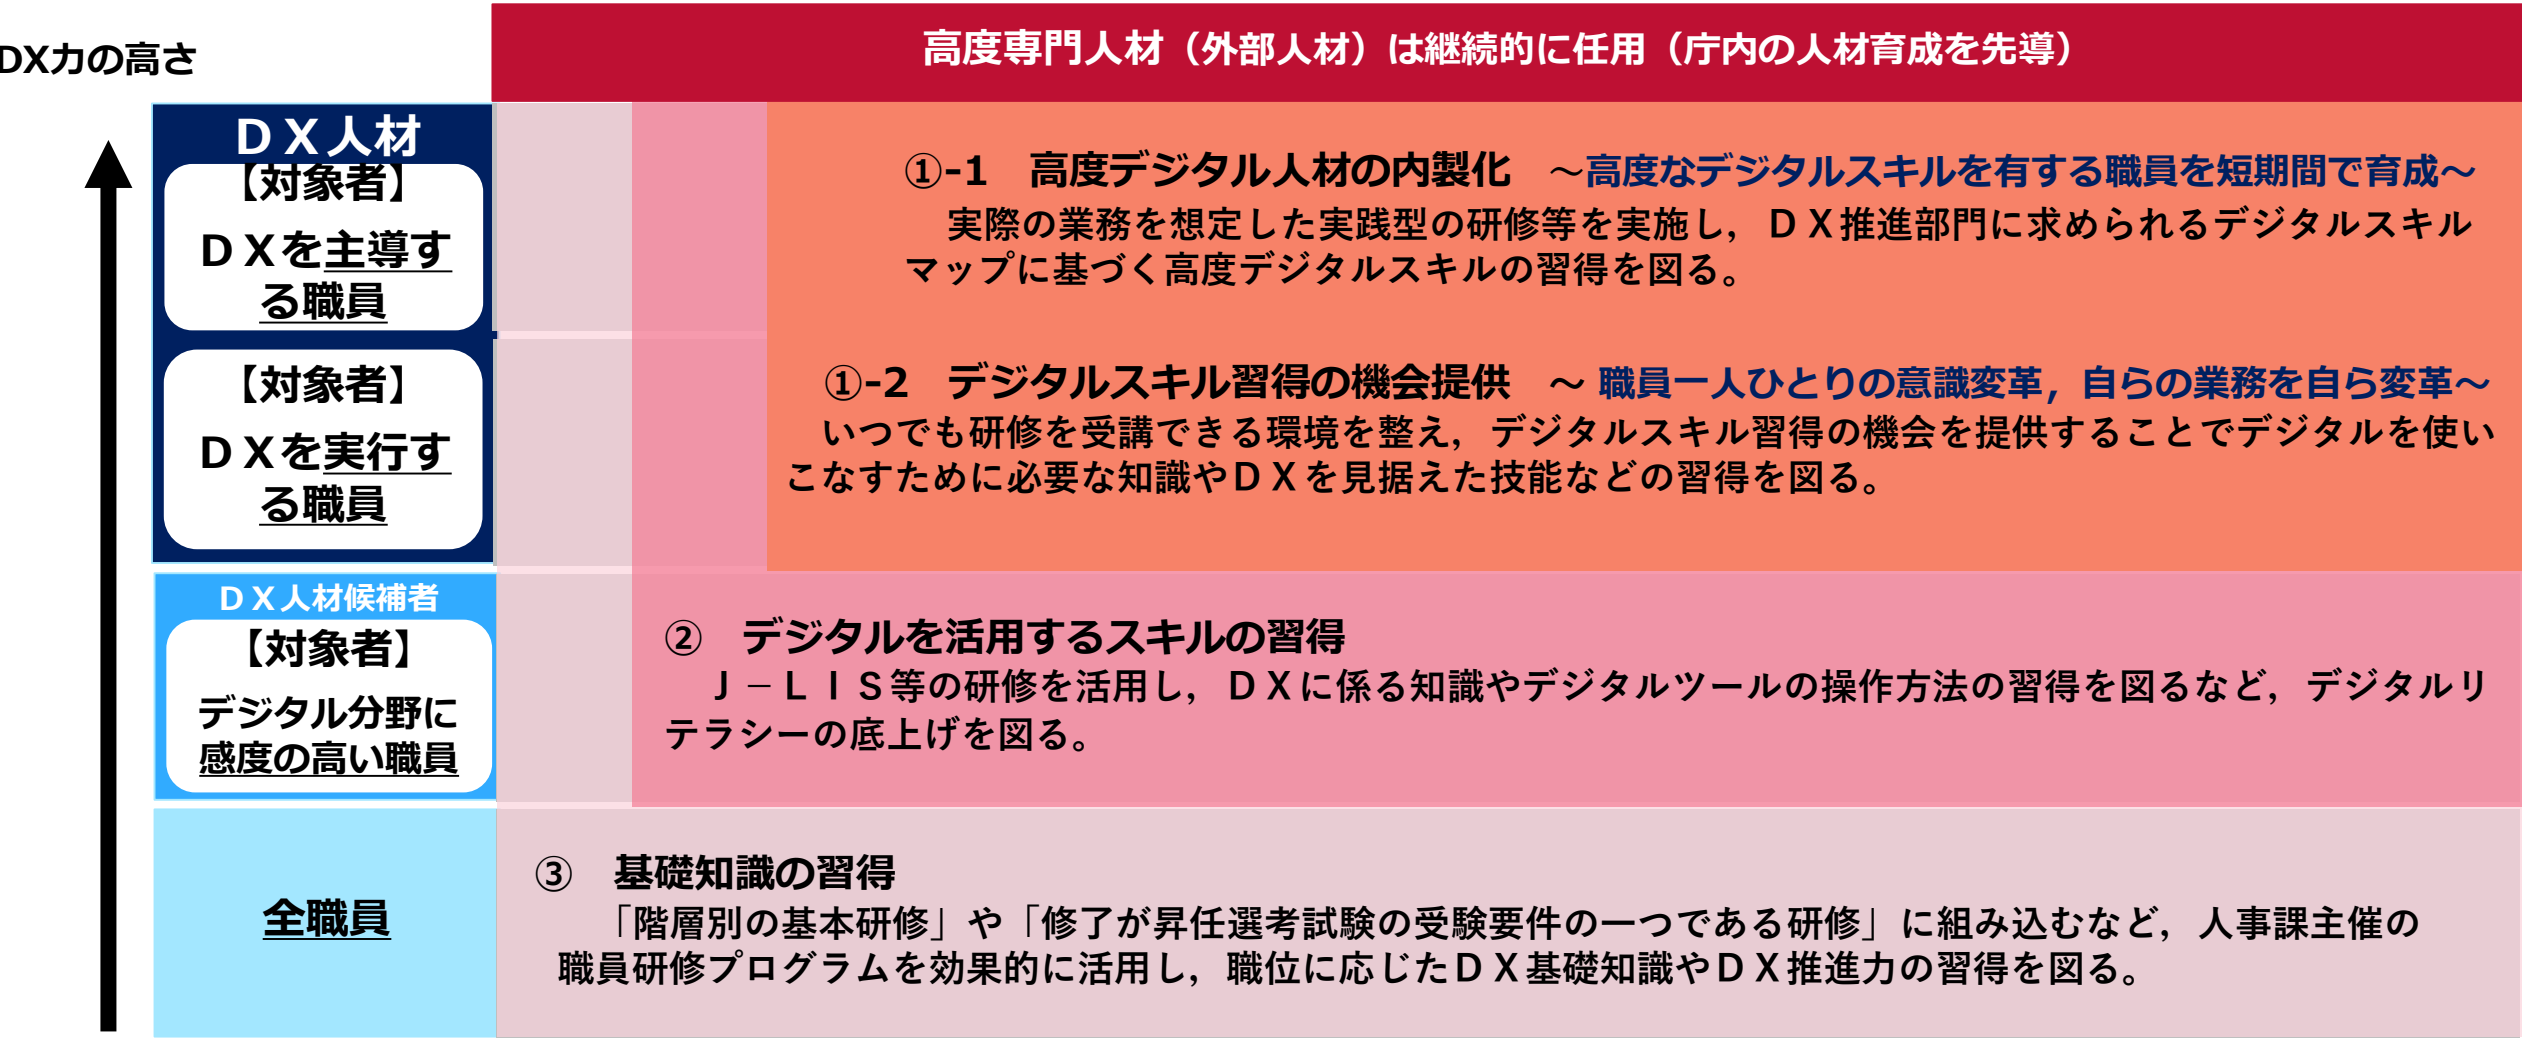 DX力の高さ
高度専門人材（外部人材）は継続的に任用（庁内の人材育成を先導）
ＤＸ人材
【対象者】
ＤＸを主導す
る職員
①-1　高度デジタル人材の内製化　～高度なデジタルスキルを有する職員を短期間で育成～
実際の業務を想定した実践型の研修等を実施し，ＤＸ推進部門に求められるデジタルスキル
マップに基づく高度デジタルスキルの習得を図る。
【対象者】
ＤＸを実行す
る職員
①-2　デジタルスキル習得の機会提供　～ 職員一人ひとりの意識変革，自らの業務を自ら変革～
いつでも研修を受講できる環境を整え，デジタルスキル習得の機会を提供することでデジタルを使い
こなすために必要な知識やＤＸを見据えた技能などの習得を図る。
ＤＸ人材候補者
【対象者】
デジタル分野に
感度の高い職員
②　デジタルを活用するスキルの習得
Ｊ－ＬＩＳ等の研修を活用し，ＤＸに係る知識やデジタルツールの操作方法の習得を図るなど，デジタルリ
テラシーの底上げを図る。
全職員
③　基礎知識の習得
「階層別の基本研修」や「修了が昇任選考試験の受験要件の一つである研修」に組み込むなど，人事課主催の
職員研修プログラムを効果的に活用し，職位に応じたＤＸ基礎知識やＤＸ推進力の習得を図る。